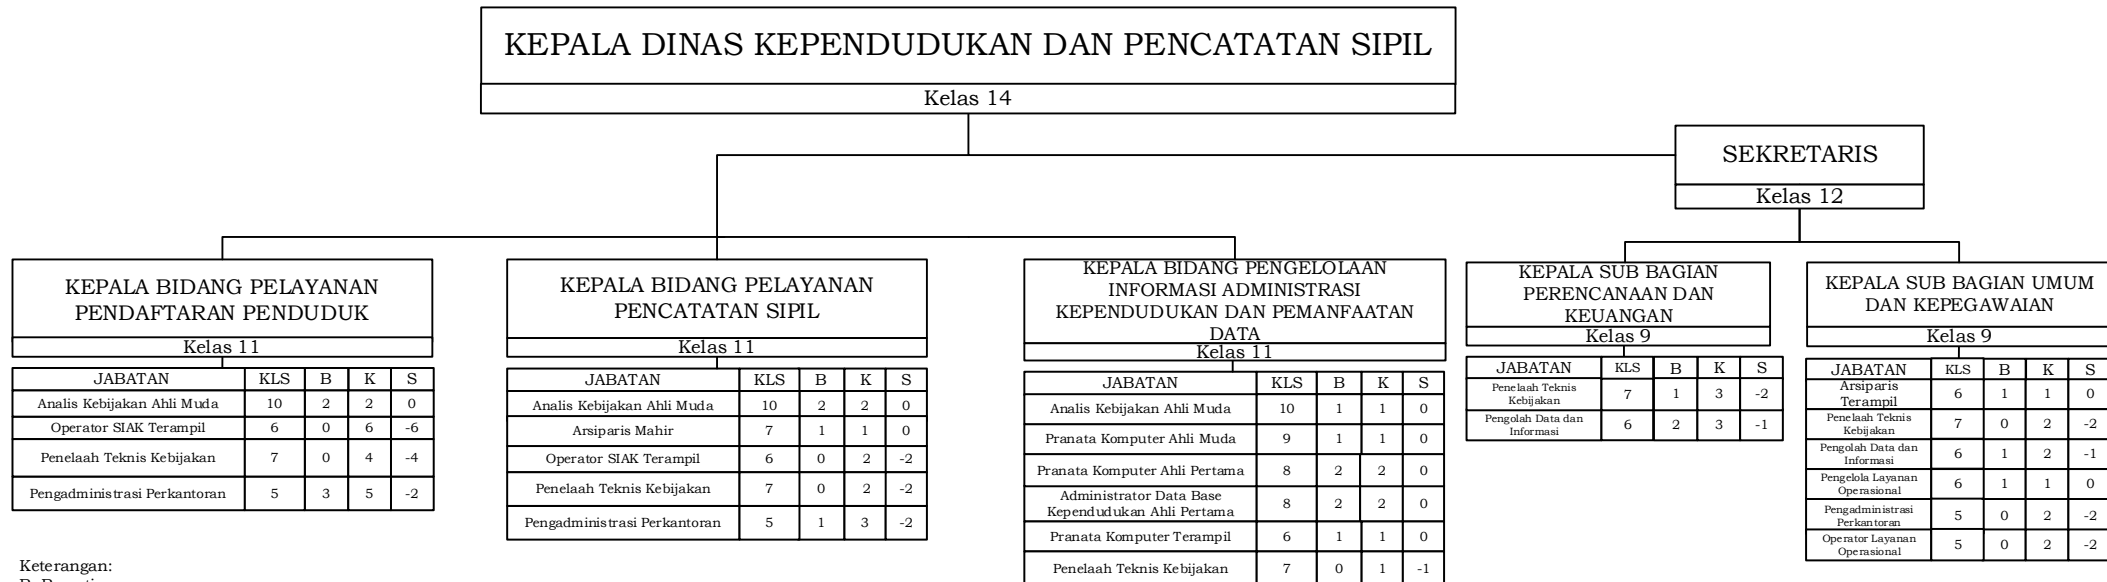 KEPALA DINAS KEPENDUDUKAN DAN PENCATATAN SIPIL
Kelas 14
SEKRETARIS
Kelas 12
KEPALA BIDANG PELAYANAN
PENDAFTARAN PENDUDUK
Kelas 11
JABATAN KLS B K S
Analis Kebijakan Ahli Muda 10 2 2 0
Operator SIAK Terampil 6 0 6 -6
Penelaah Teknis Kebijakan 7 0 4 -4
Pengadministrasi Perkantoran 5 3 5 -2
KEPALA BIDANG PELAYANAN
PENCATATAN SIPIL
Kelas 11
JABATAN KLS B K S
Analis Kebijakan Ahli Muda 10 2 2 0
Arsiparis Mahir 7 1 1 0
Operator SIAK Terampil 6 0 2 -2
Penelaah Teknis Kebijakan 7 0 2 -2
Pengadministrasi Perkantoran 5 1 3 -2
KEPALA BIDANG PENGELOLAAN
INFORMASI ADMINISTRASI
KEPENDUDUKAN DAN PEMANFAATAN
DATA
Kelas 11
JABATAN KLS B K S
Analis Kebijakan Ahli Muda 10 1 1 0
Pranata Komputer Ahli Muda 9 1 1 0
Pranata Komputer Ahli Pertama 8 2 2 0
Administrator Data Base
Kependudukan Ahli Pertama 8 2 2 0
Pranata Komputer Terampil 6 1 1 0
Penelaah Teknis Kebijakan 7 0 1 -1
KEPALA SUB BAGIAN
PERENCANAAN DAN
KEUANGAN
Kelas 9
JABATAN KLS B K S
Penelaah Teknis
Kebijakan 7 1 3 -2
Pengolah Data dan
Informasi 6 2 3 -1
KEPALA SUB BAGIAN UMUM
DAN KEPEGAWAIAN
Kelas 9
JABATAN KLS B K S
Arsiparis
Terampil 6 1 1 0
Penelaah Teknis
Kebijakan 7 0 2 -2
Pengolah Data dan
Informasi 6 1 2 -1
Pengelola Layanan
Operasional 6 1 1 0
Pengadministrasi
Perkantoran 5 0 2 -2
Operator Layanan
Operasional 5 0 2 -2
Keterangan: